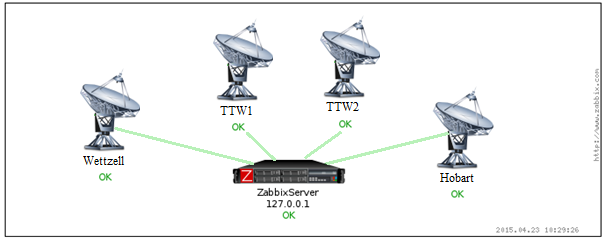 TTW1
OK
TTW2
OK
Wettzell
OK
Hobart
OK
Z
ZabbixServer
127.0.0.1
OK
http://www.zabbix.com
2015.04.23 10:29:26